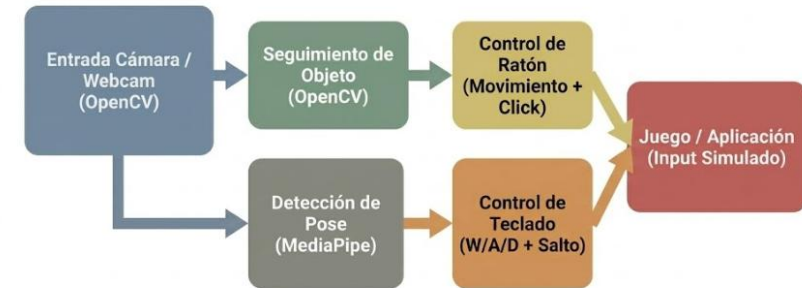 Entrada Cámara /
Webcam
(OpenCV)
Seguimiento de
Objeto
(OpenCV)
Control de
Ratón
(Movimiento +
Click)
Juego / Aplicación
(Input Simulado)
Detección de
Pose
(MediaPipe)
Control de
Teclado
(W/A/D + Salto)